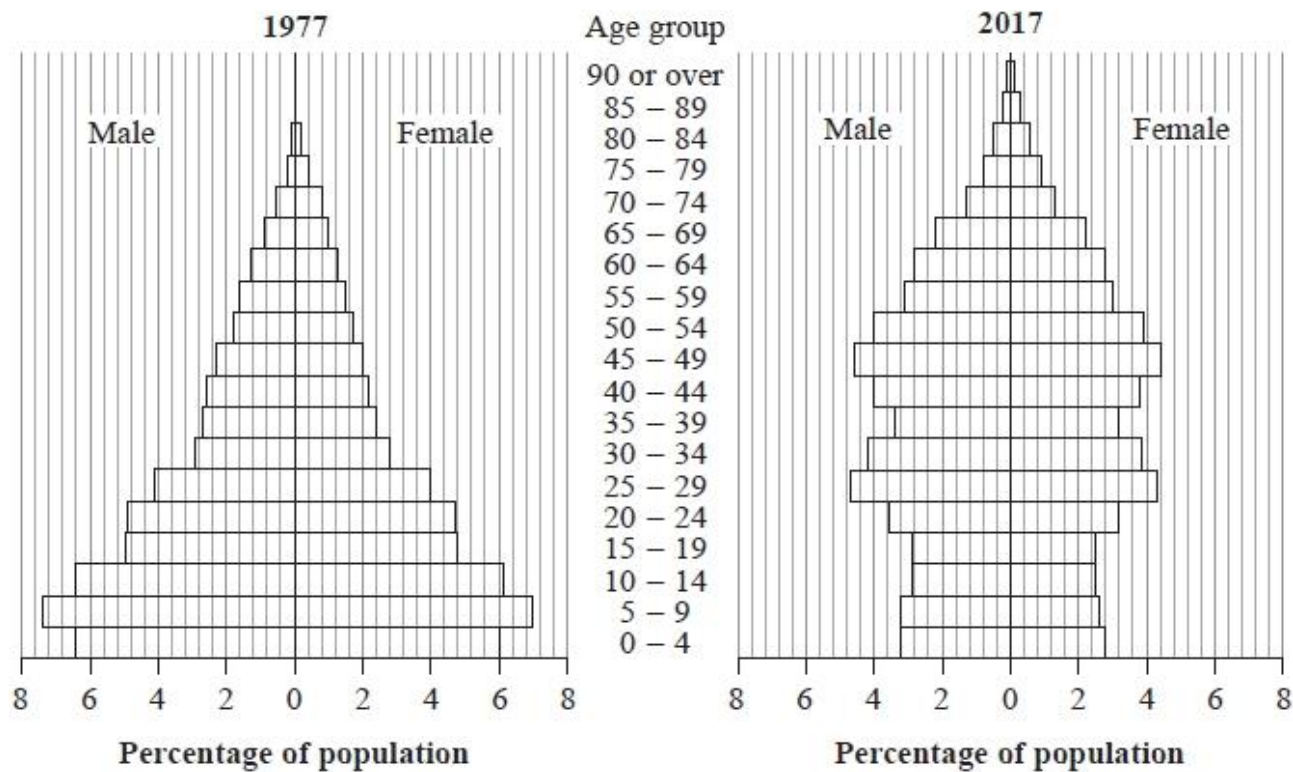 1977 Age group 2017
90 or over
85 – 89
Male Female 80 – 84 Male Female
75 – 79
70 – 74
65 – 69
60 – 64
55 – 59
50 – 54
45 – 49
40 – 44
35 – 39
30 – 34
25 – 29
20 – 24
15 – 19
10 – 14
5 – 9
0 – 4
8 6 4 2 0 2 4 6 8 8 6 4 2 0 2 4 6 8
Percentage of population Percentage of population